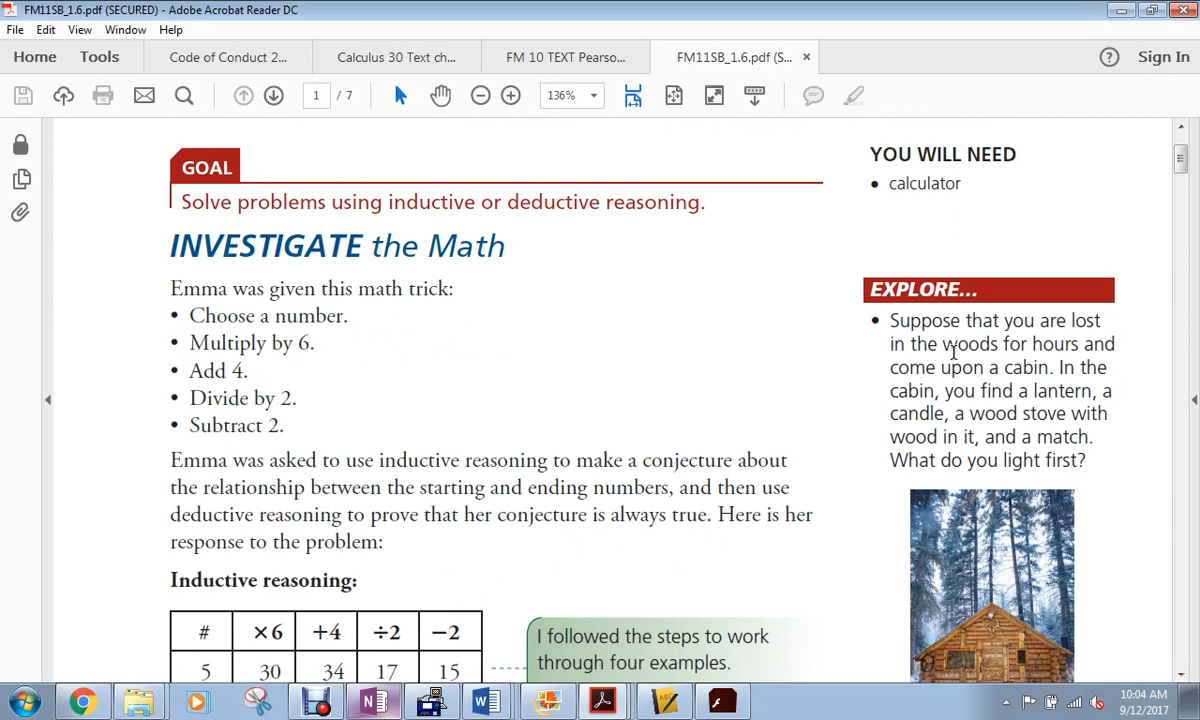 FM11SB_1.6.pdf (SECURED) - Adobe Acrobat Reader DC
File Edit View Window Help
Home Tools Code of Conduct 2... Calculus 30 Text ch... FM 10 TEXT Pearso... FM11SB_1.6.pdf (S... × Sign In
1 / 7 136%
GOAL
Solve problems using inductive or deductive reasoning.
INVESTIGATE the Math
Emma was given this math trick:
• Choose a number.
• Multiply by 6.
• Add 4.
• Divide by 2.
• Subtract 2.
Emma was asked to use inductive reasoning to make a conjecture about
the relationship between the starting and ending numbers, and then use
deductive reasoning to prove that her conjecture is always true. Here is her
response to the problem:
Inductive reasoning:
# ×6 +4 ÷2 −2
5 30 34 17 15
I followed the steps to work
through four examples.
YOU WILL NEED
• calculator
EXPLORE...
• Suppose that you are lost
in the woods for hours and
come upon a cabin. In the
cabin, you find a lantern, a
candle, a wood stove with
wood in it, and a match.
What do you light first?
10:04 AM
9/12/2017